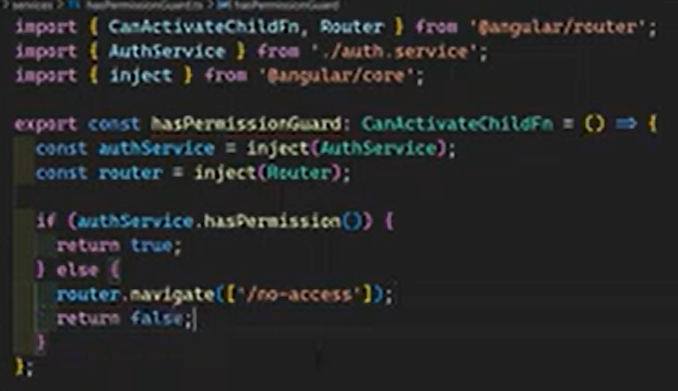 services > TS hasPermissionGuard.ts > hasPermissionGuard
import { CanActivateChildFn, Router } from '@angular/router';
import { AuthService } from './auth.service';
import { inject } from '@angular/core';
export const hasPermissionGuard: CanActivateChildFn = () => {
const authService = inject(AuthService);
const router = inject(Router);
if (authService.hasPermission()) {
return true;
} else {
router.navigate(['/no-access']);
return false;
}
};